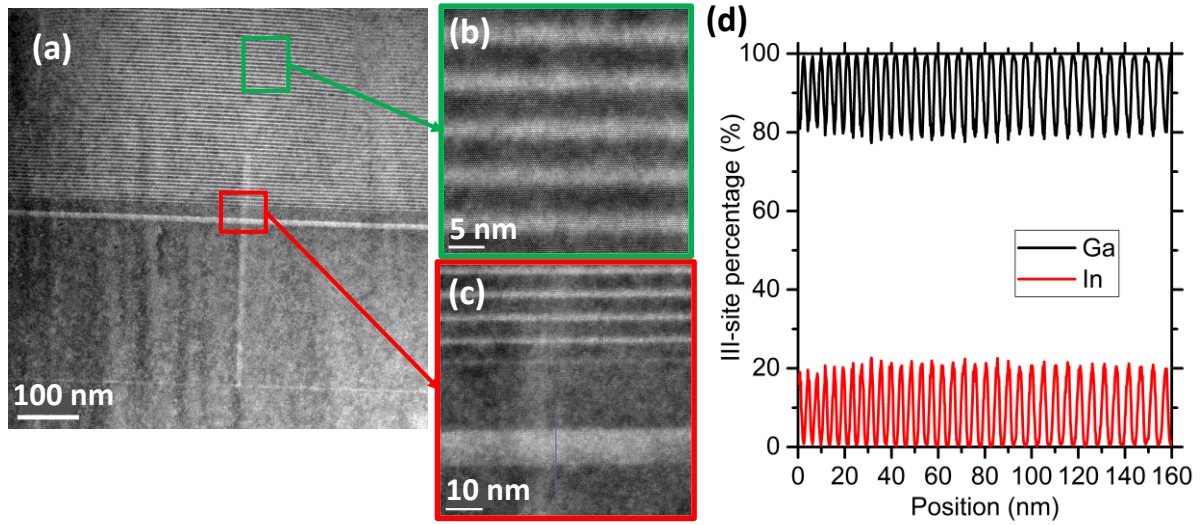 (a)
100 nm
(b)
5 nm
(c)
10 nm
(d)
III-site percentage (%)
100
80
60
40
20
0
Ga
In
0 20 40 60 80 100 120 140 160
Position (nm)